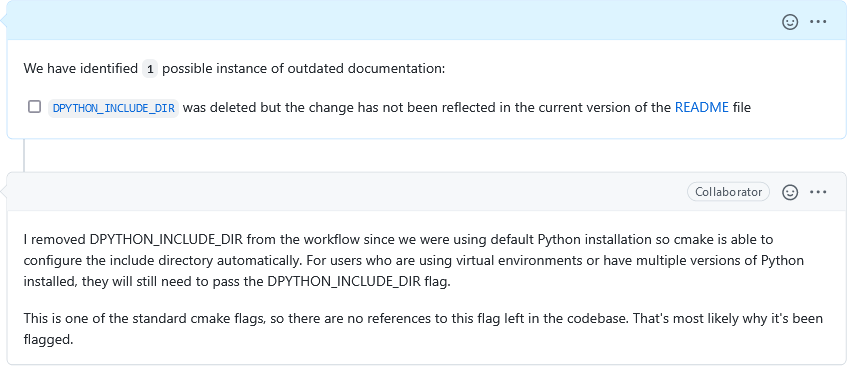 We have identified 1 possible instance of outdated documentation:
DPYTHON_INCLUDE_DIR was deleted but the change has not been reflected in the current version of the README file
Collaborator
I removed DPYTHON_INCLUDE_DIR from the workflow since we were using default Python installation so cmake is able to
configure the include directory automatically. For users who are using virtual environments or have multiple versions of Python
installed, they will still need to pass the DPYTHON_INCLUDE_DIR flag.
This is one of the standard cmake flags, so there are no references to this flag left in the codebase. That's most likely why it's been
flagged.